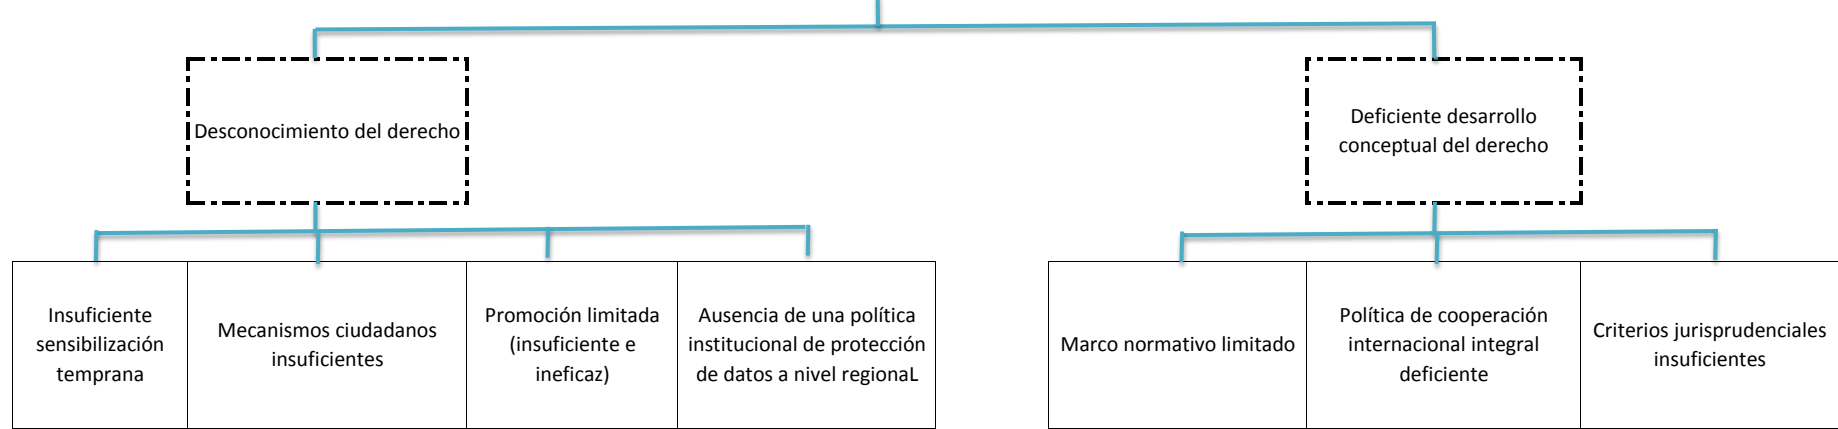 Desconocimiento del derecho
Deficiente desarrollo
conceptual del derecho
Insuficiente
sensibilización
temprana
Mecanismos ciudadanos
insuficientes
Promoción limitada
(insuficiente e
ineficaz)
Ausencia de una política
institucional de protección
de datos a nivel regionaL
Marco normativo limitado
Política de cooperación
internacional integral
deficiente
Criterios jurisprudenciales
insuficientes